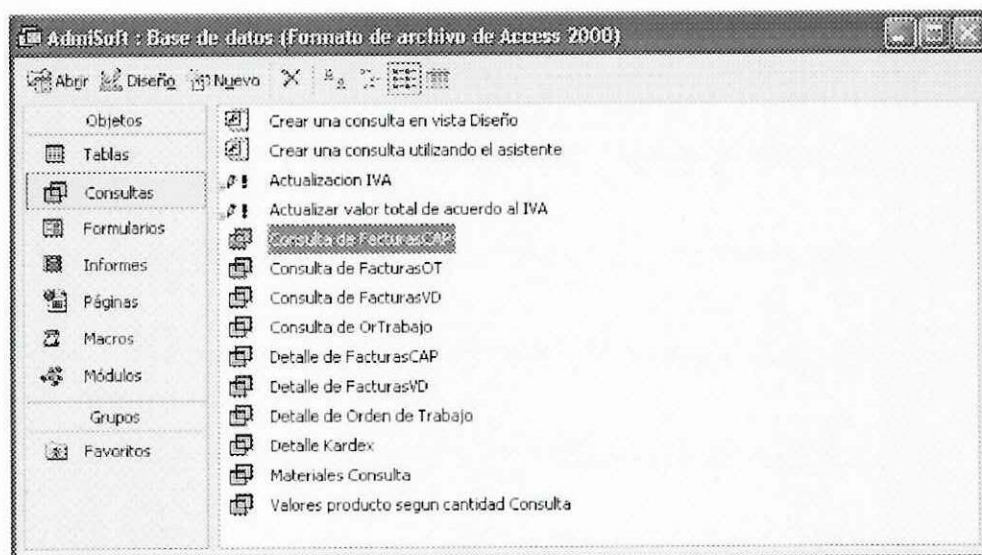 AdmiSoft : Base de datos (Formato de archivo de Access 2000)
Abrir Diseño Nuevo
Objetos
Tablas
Consultas
Formularios
Informes
Páginas
Macros
Módulos
Grupos
Favoritos
Crear una consulta en vista Diseño
Crear una consulta utilizando el asistente
Actualizacion IVA
Actualizar valor total de acuerdo al IVA
Consulta de FacturasCAP
Consulta de FacturasOT
Consulta de FacturasVD
Consulta de OrTrabajo
Detalle de FacturasCAP
Detalle de FacturasVD
Detalle de Orden de Trabajo
Detalle Kardex
Materiales Consulta
Valores producto segun cantidad Consulta